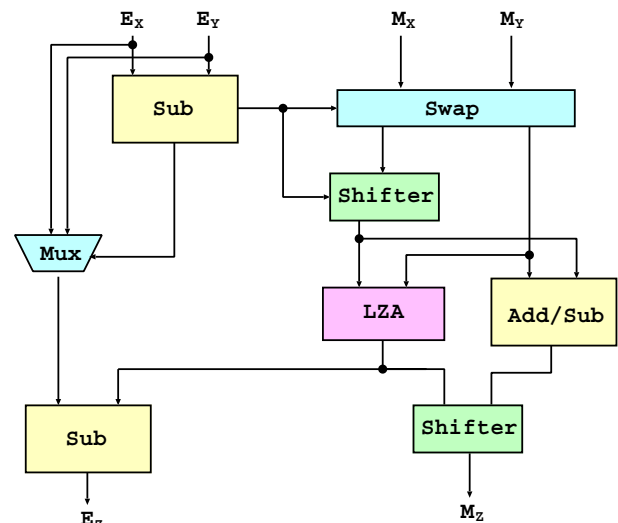 E_X E_Y M_X M_Y
Sub Swap
Shifter
Mux
LZA Add/Sub
Sub Shifter
E_Z M_Z